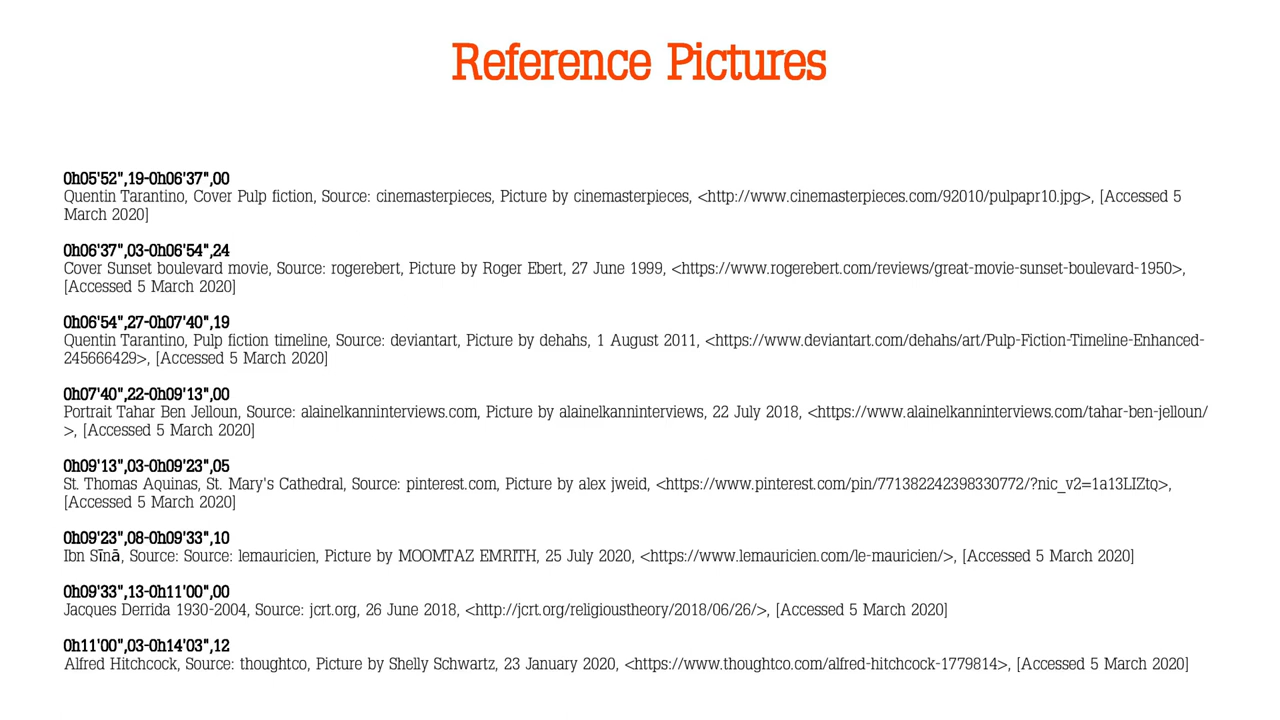 Reference Pictures
0h05'52",19-0h06'37",00
Quentin Tarantino, Cover Pulp fiction, Source: cinemasterpieces, Picture by cinemasterpieces, <http://www.cinemasterpieces.com/92010/pulpapr10.jpg>, [Accessed 5
March 2020]
0h06'37",03-0h06'54",24
Cover Sunset boulevard movie, Source: rogerebert, Picture by Roger Ebert, 27 June 1999, <https://www.rogerebert.com/reviews/great-movie-sunset-boulevard-1950>,
[Accessed 5 March 2020]
0h06'54",27-0h07'40",19
Quentin Tarantino, Pulp fiction timeline, Source: deviantart, Picture by dehahs, 1 August 2011, <https://www.deviantart.com/dehahs/art/Pulp-Fiction-Timeline-Enhanced-
245666429>, [Accessed 5 March 2020]
0h07'40",22-0h09'13",00
Portrait Tahar Ben Jelloun, Source: alainelkanninterviews.com, Picture by alainelkanninterviews, 22 July 2018, <https://www.alainelkanninterviews.com/tahar-ben-jelloun/
>, [Accessed 5 March 2020]
0h09'13",03-0h09'23",05
St. Thomas Aquinas, St. Mary's Cathedral, Source: pinterest.com, Picture by alex jweid, <https://www.pinterest.com/pin/771382242398330772/?nic_v2=1a13LIZtq>,
[Accessed 5 March 2020]
0h09'23",08-0h09'33",10
Ibn Sīnā, Source: Source: lemauricien, Picture by MOOMTAZ EMRITH, 25 July 2020, <https://www.lemauricien.com/le-mauricien/>, [Accessed 5 March 2020]
0h09'33",13-0h11'00",00
Jacques Derrida 1930-2004, Source: jcrt.org, 26 June 2018, <http://jcrt.org/religioustheory/2018/06/26/>, [Accessed 5 March 2020]
0h11'00",03-0h14'03",12
Alfred Hitchcock, Source: thoughtco, Picture by Shelly Schwartz, 23 January 2020, <https://www.thoughtco.com/alfred-hitchcock-1779814>, [Accessed 5 March 2020]